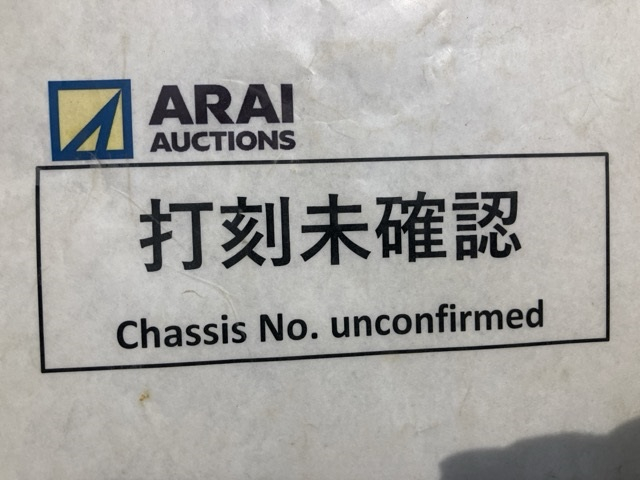 ARAI
AUCTIONS
打刻未確認
Chassis No. unconfirmed